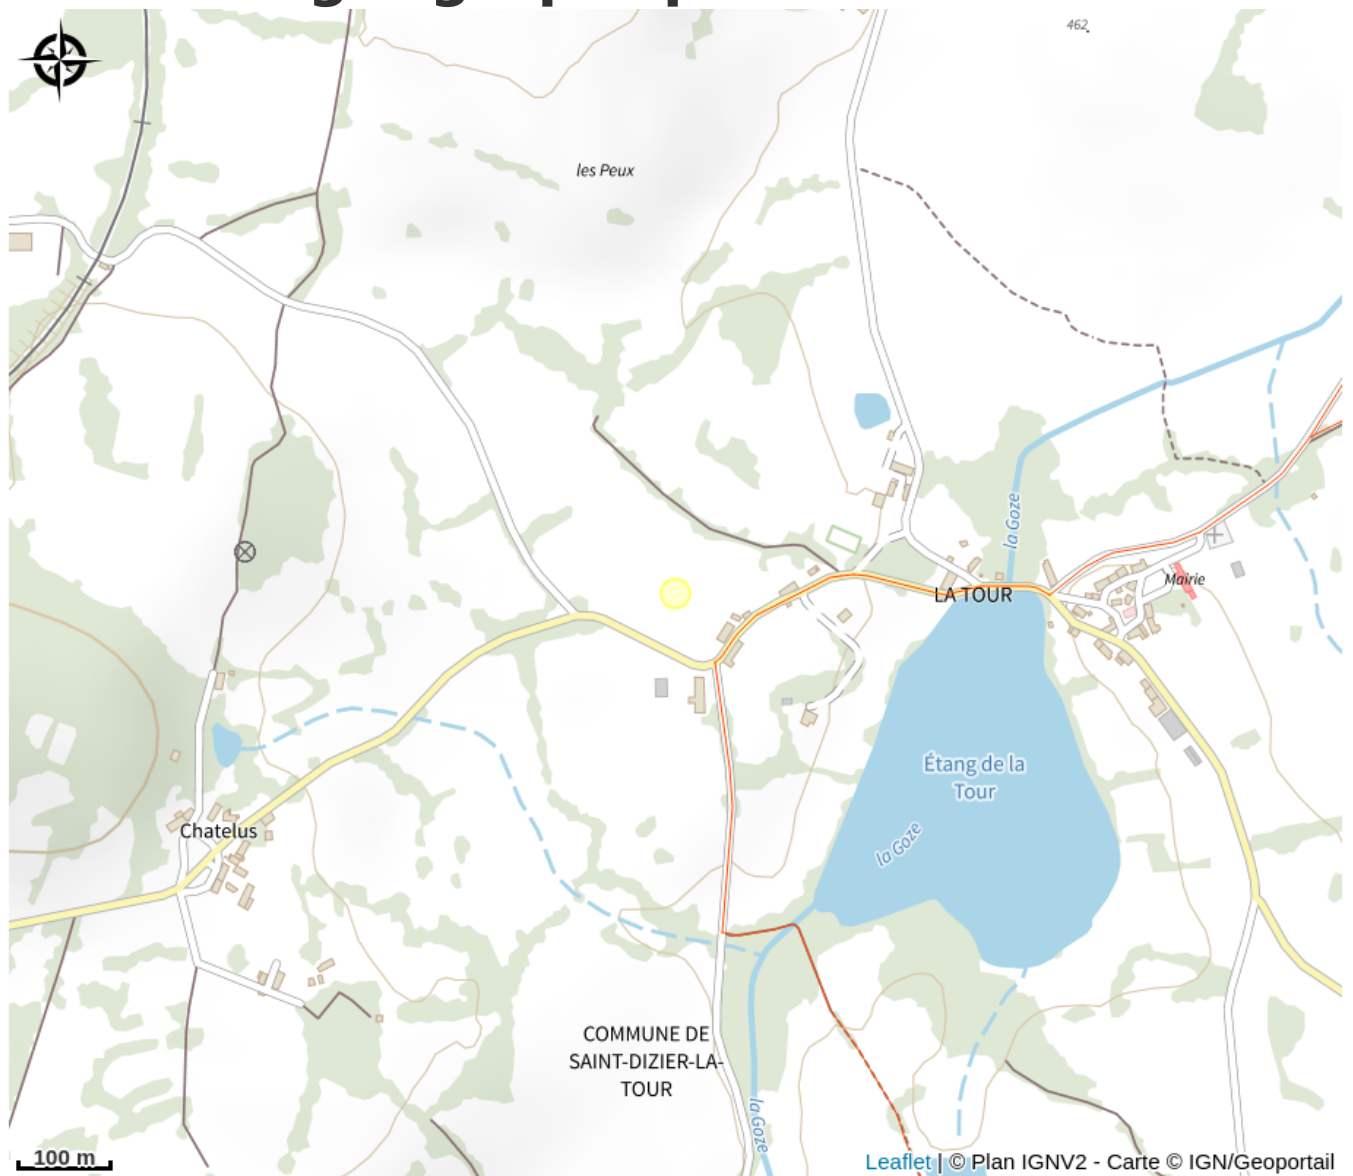 462
les Peux
la Goze
Mairie
LA TOUR
Étang de la
Tour
la Goze
Chatelus
COMMUNE DE
SAINT-DIZIER-LA-
TOUR
la Goze
100 m
Leaflet | © Plan IGNV2 - Carte © IGN/Geoportail